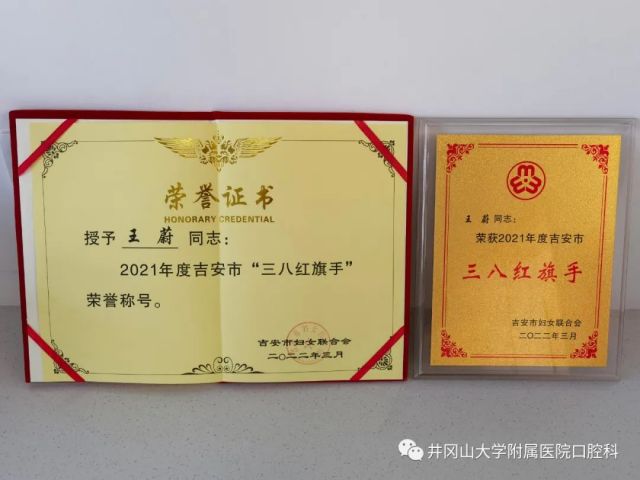 荣誉证书
HONORARY CREDENTIAL
授予 王 蔚 同志：
2021年度吉安市“三八红旗手”
荣誉称号。
吉安市妇女联合会
二〇二二年三月
王 蔚 同志：
荣获2021年度吉安市
三八红旗手
吉安市妇女联合会
二〇二二年三月
井冈山大学附属医院口腔科